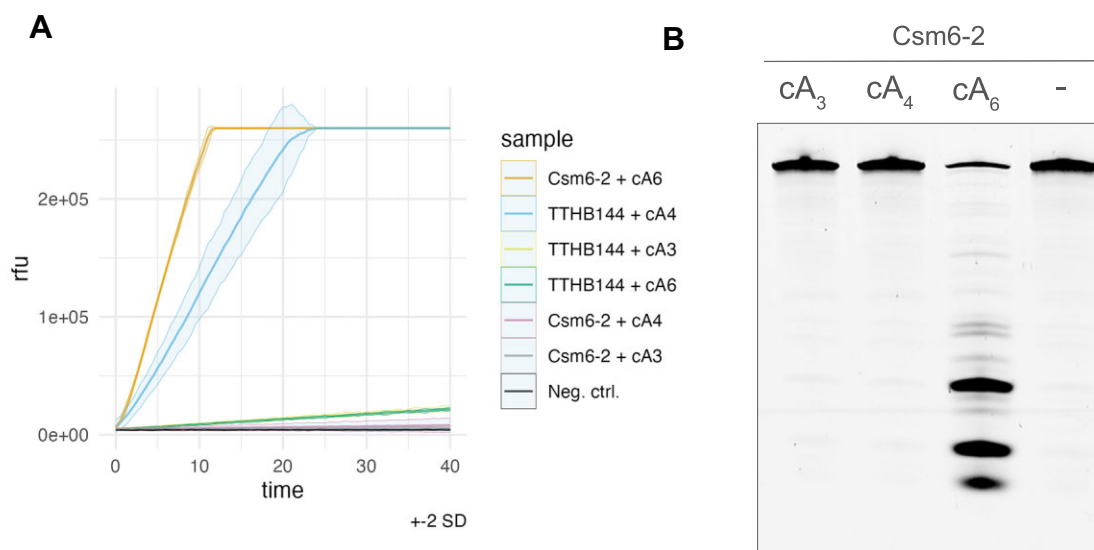 A
rfu
2e+05
1e+05
0e+00
0 10 20 30 40
time
+-2 SD
sample
Csm6-2 + cA6
TTHB144 + cA4
TTHB144 + cA3
TTHB144 + cA6
Csm6-2 + cA4
Csm6-2 + cA3
Neg. ctrl.
B
Csm6-2
cA₃ cA₄ cA₆ -